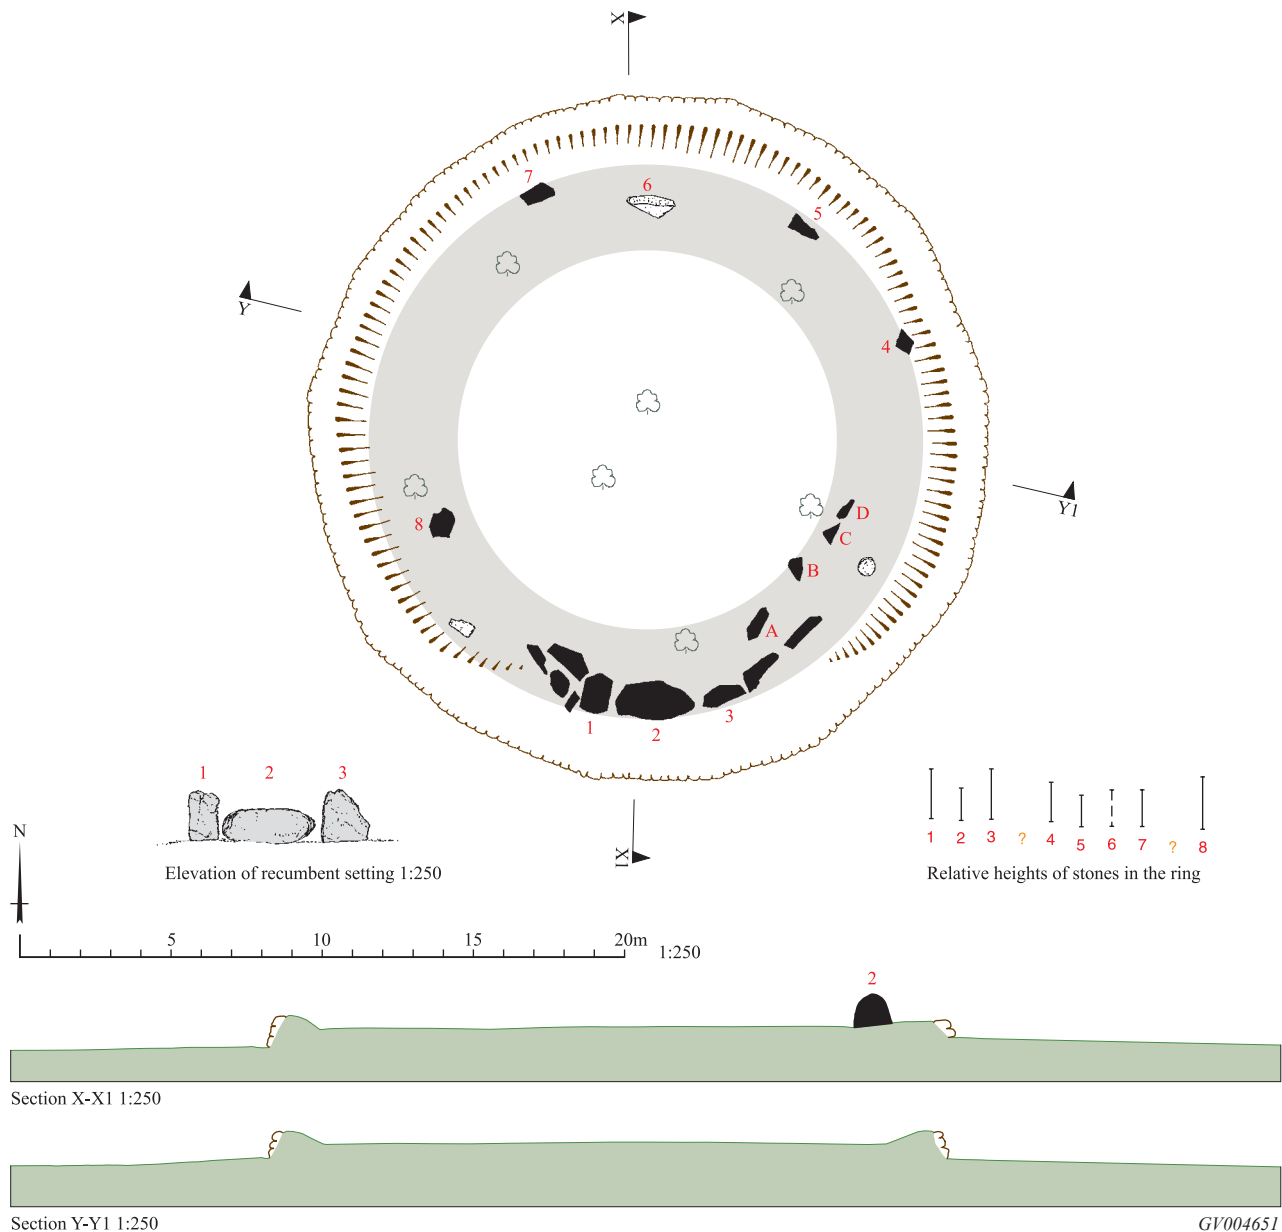 X
7
6
5
Y
4
8
D
C
Y1
B
A
1
2
3
1 2 3
N
X1
1 2 3 ? 4 5 6 7 ? 8
Elevation of recumbent setting 1:250
Relative heights of stones in the ring
5 10 15 20m 1:250
2
Section X-X1 1:250
Section Y-Y1 1:250
GV004651